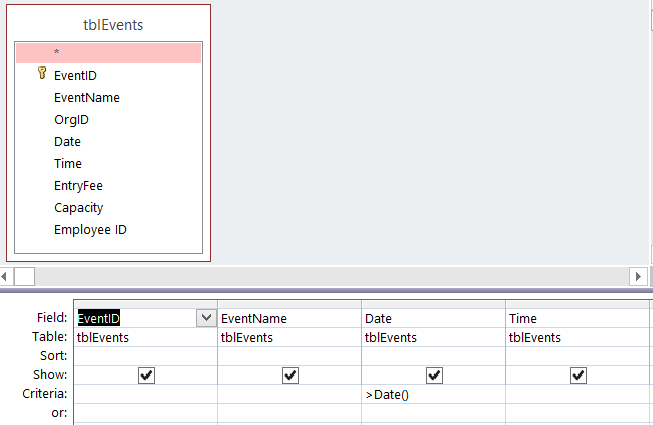 tblEvents
*
EventID
EventName
OrgID
Date
Time
EntryFee
Capacity
Employee ID
Field: EventID EventName Date Time
Table: tblEvents tblEvents tblEvents tblEvents
Sort:
Show:
Criteria: >Date()
or: